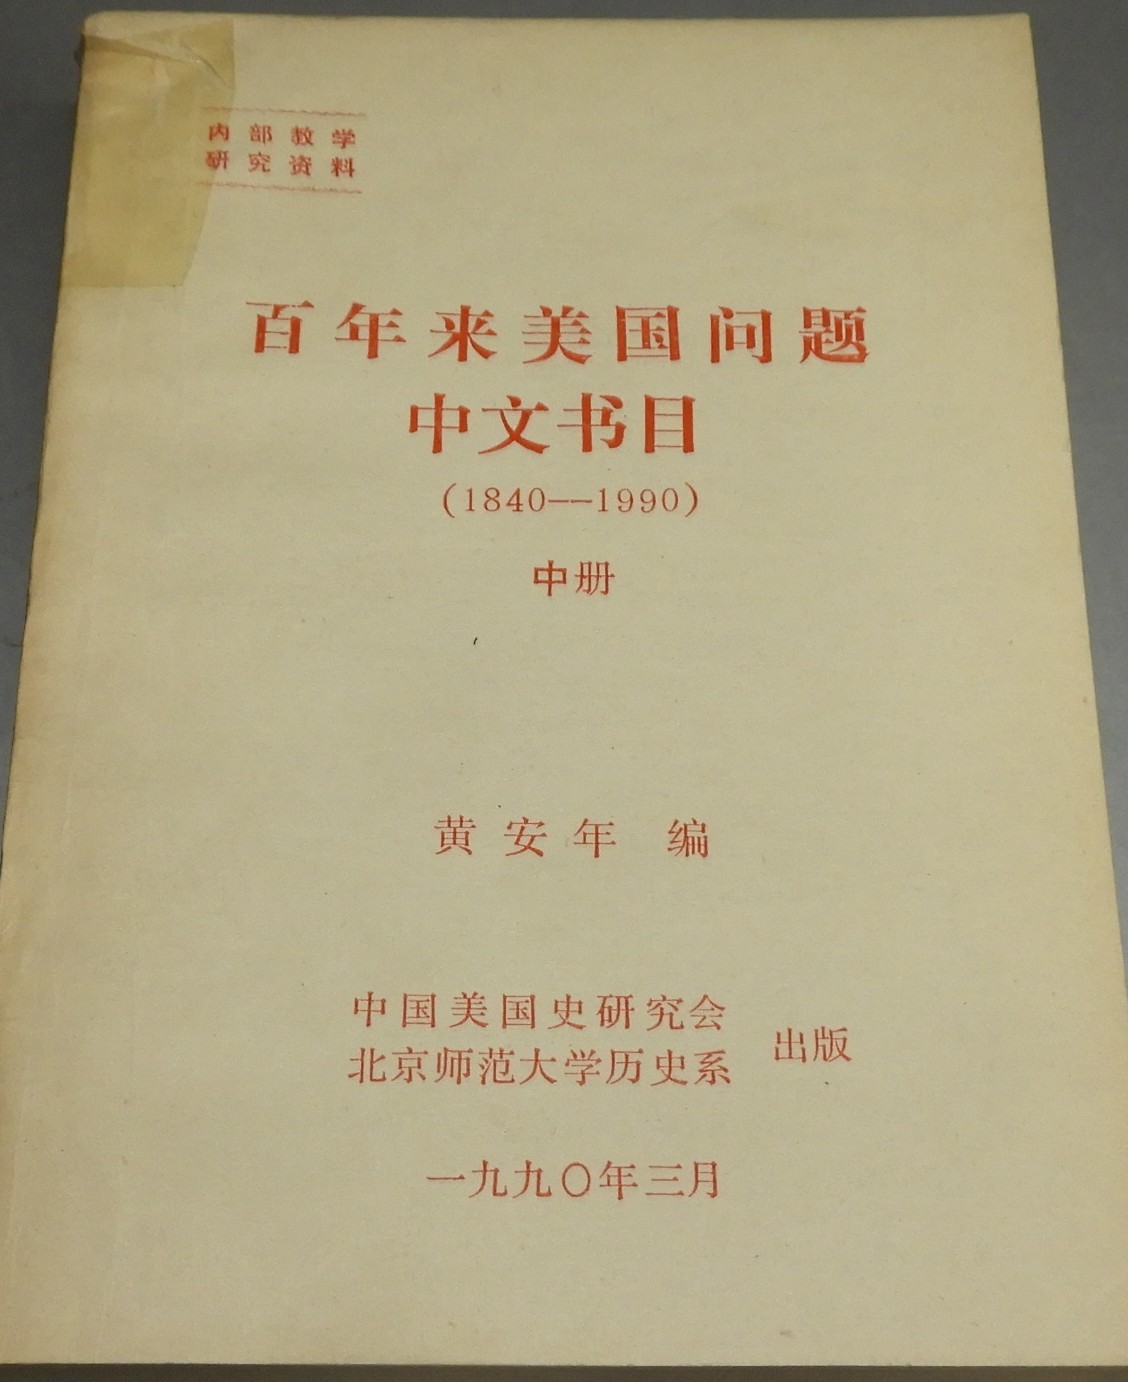 内部教学
研究资料
百年来美国问题
中文书目
(1840——1990)
中册
黄安年 编
中国美国史研究会
北京师范大学历史系
出版
一九九〇年三月